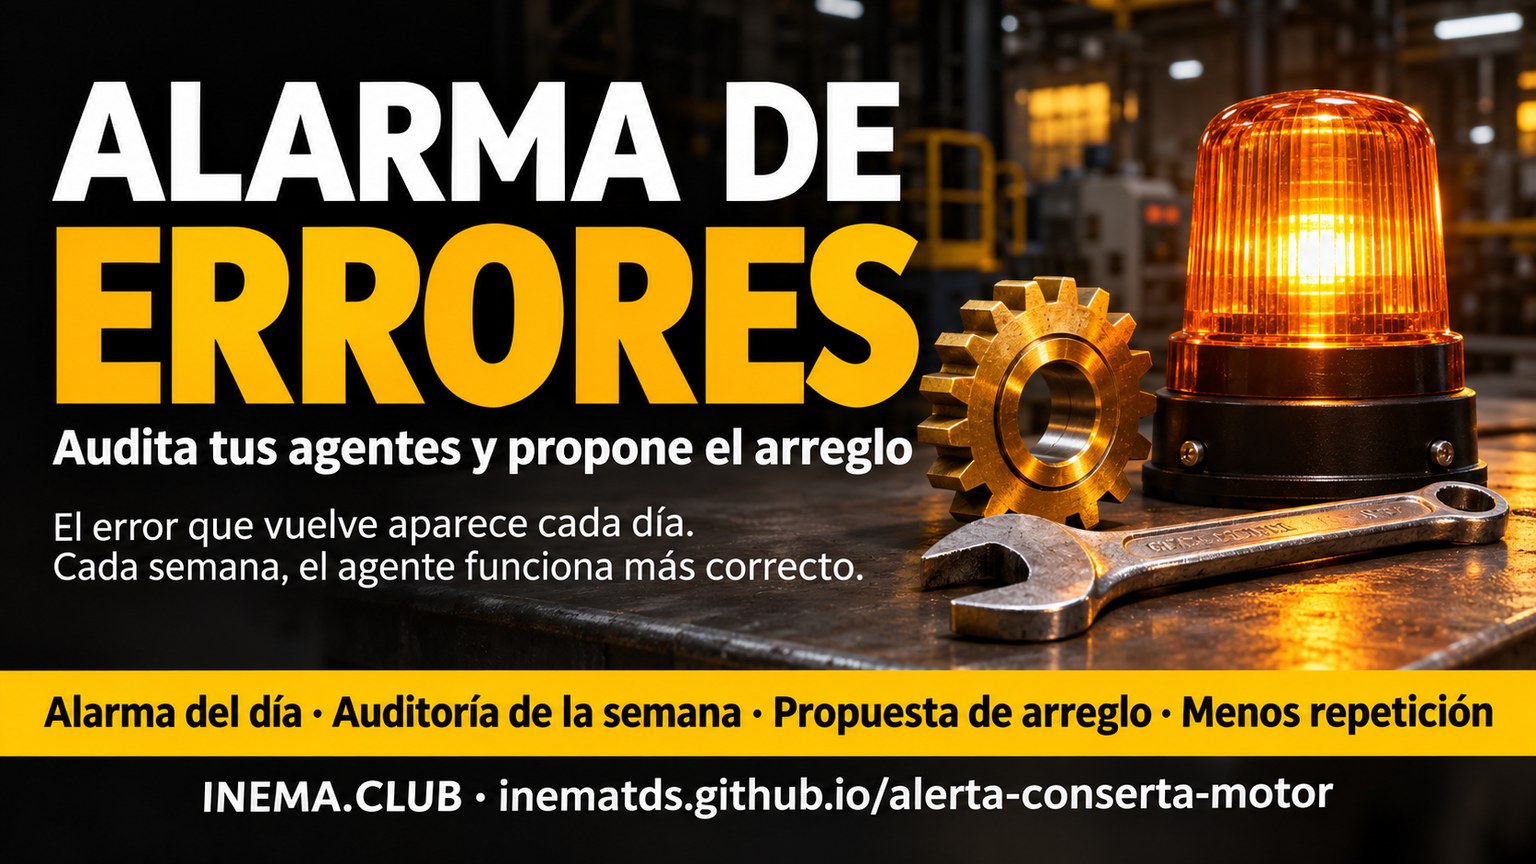 ALARMA DE
ERRORES
Audita tus agentes y propone el arreglo
El error que vuelve aparece cada día.
Cada semana, el agente funciona más correcto.
Alarma del día · Auditoría de la semana · Propuesta de arreglo · Menos repetición
INEMA.CLUB · inematds.github.io/alerta-conserta-motor